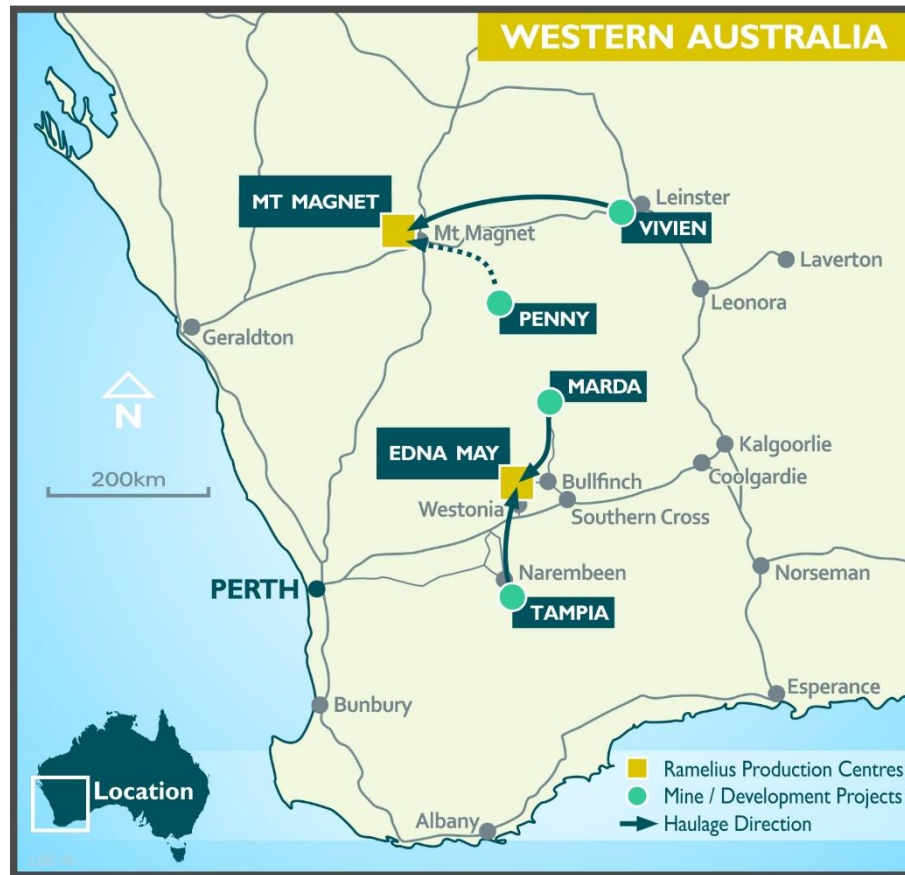 WESTERN AUSTRALIA
MT MAGNET
Leinster
VIVIEN
Mt Magnet
Laverton
Leonora
PENNY
Geraldton
MARDA
N
EDNA MAY
Kalgoorlie
Coolgardie
200km
Bullfinch
Westonia
Southern Cross
Narembeen
Norseman
PERTH
TAMPIA
Esperance
Bunbury
Ramelius Production Centres
Location
Mine / Development Projects
Albany
Haulage Direction